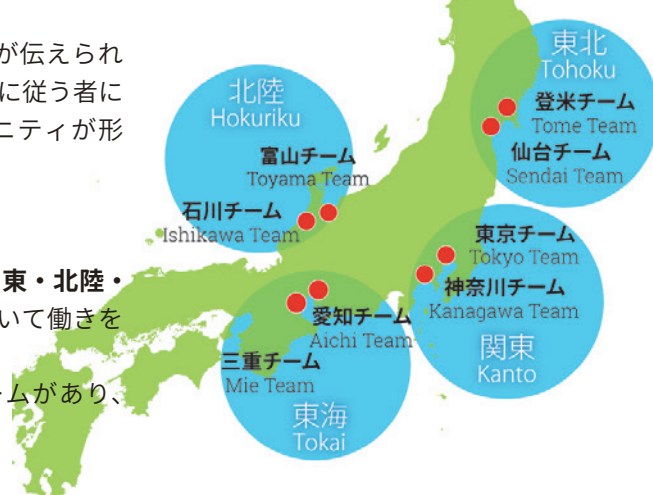 が伝えられ
に従う者に
ニティが形
東・北陸・
いて働きを
ームがあり、
北陸
Hokuriku
富山チーム
Toyama Team
石川チーム
Ishikawa Team
東北
Tohoku
登米チーム
Tome Team
仙台チーム
Sendai Team
東京チーム
Tokyo Team
神奈川チーム
Kanagawa Team
関東
Kanto
愛知チーム
Aichi Team
三重チーム
Mie Team
東海
Tokai